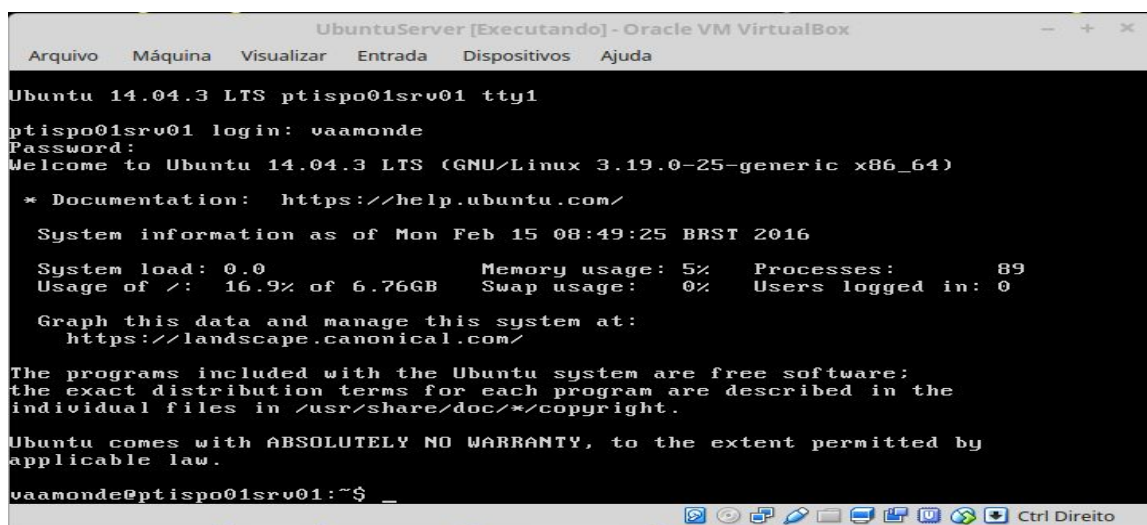 UbuntuServer [Executando] - Oracle VM VirtualBox
Arquivo Máquina Visualizar Entrada Dispositivos Ajuda
Ubuntu 14.04.3 LTS ptispo01srv01 tty1
ptispo01srv01 login: vaamonde
Password:
Welcome to Ubuntu 14.04.3 LTS (GNU/Linux 3.19.0-25-generic x86_64)
* Documentation: https://help.ubuntu.com/
System information as of Mon Feb 15 08:49:25 BRST 2016
System load: 0.0 Memory usage: 5% Processes: 89
Usage of /: 16.9% of 6.76GB Swap usage: 0% Users logged in: 0
Graph this data and manage this system at:
https://landscape.canonical.com/
The programs included with the Ubuntu system are free software;
the exact distribution terms for each program are described in the
individual files in /usr/share/doc/*/copyright.
Ubuntu comes with ABSOLUTELY NO WARRANTY, to the extent permitted by
applicable law.
vaamonde@ptispo01srv01:~$ _
Ctrl Direito